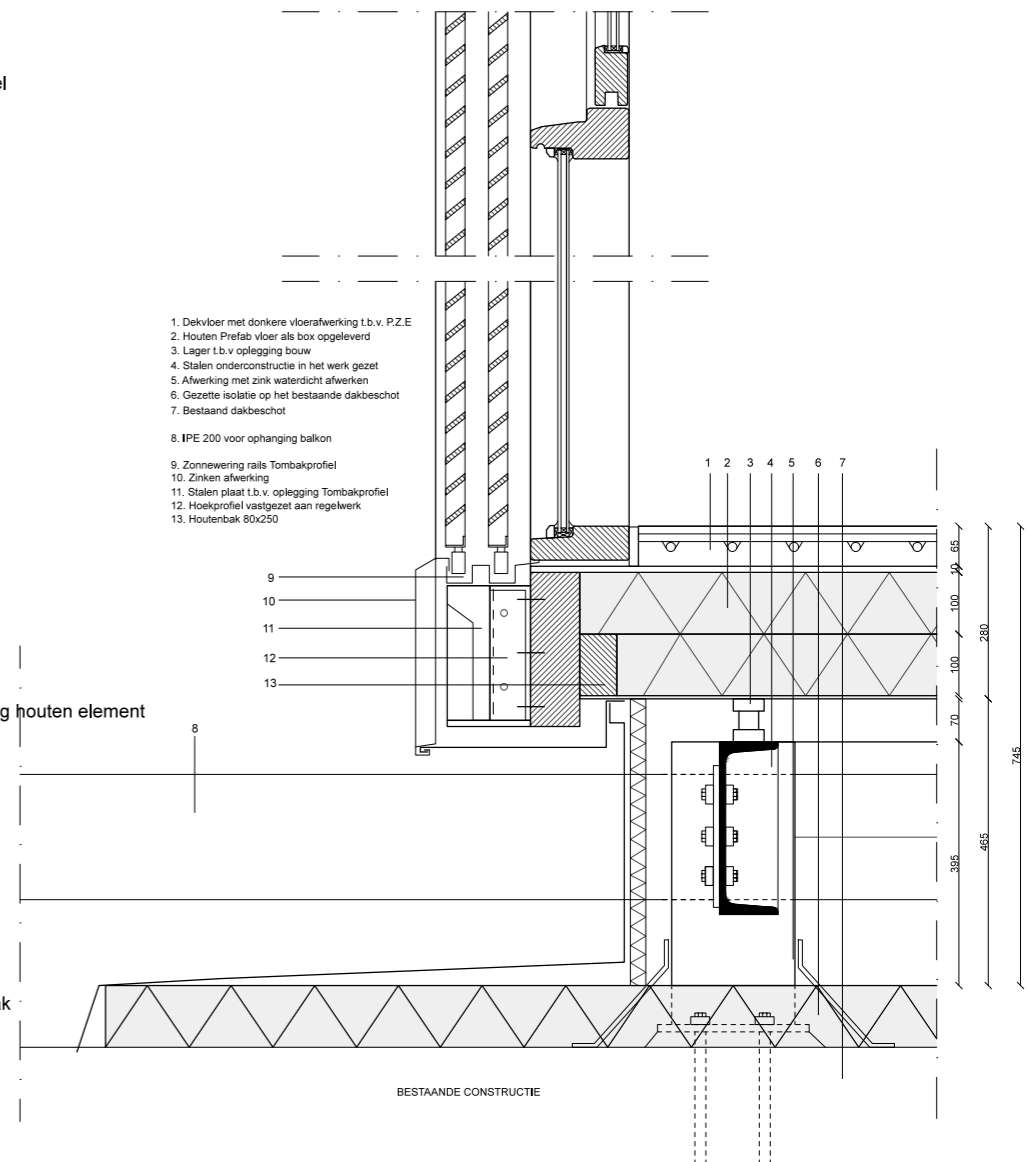 el
1. Dekvloer met donkere vloerafwerking t.b.v. P.Z.E
2. Houten Prefab vloer als box opgeleverd
3. Lager t.b.v oplegging bouw
4. Stalen onderconstructie in het werk gezet
5. Afwerking met zink waterdicht afwerken
6. Gezette isolatie op het bestaande dakbeschot
7. Bestaand dakbeschot
8. IPE 200 voor ophanging balkon
9. Zonnewering rails Tombakprofiel
10. Zinken afwerking
11. Stalen plaat t.b.v. oplegging Tombakprofiel
12. Hoekprofiel vastgezet aan regelwerk
13. Houtenbak 80x250
1 2 3 4 5 6 7
9
10
11
12
13
8
g houten element
ak
65
10
100
100
70
395
280
465
745
BESTAANDE CONSTRUCTIE